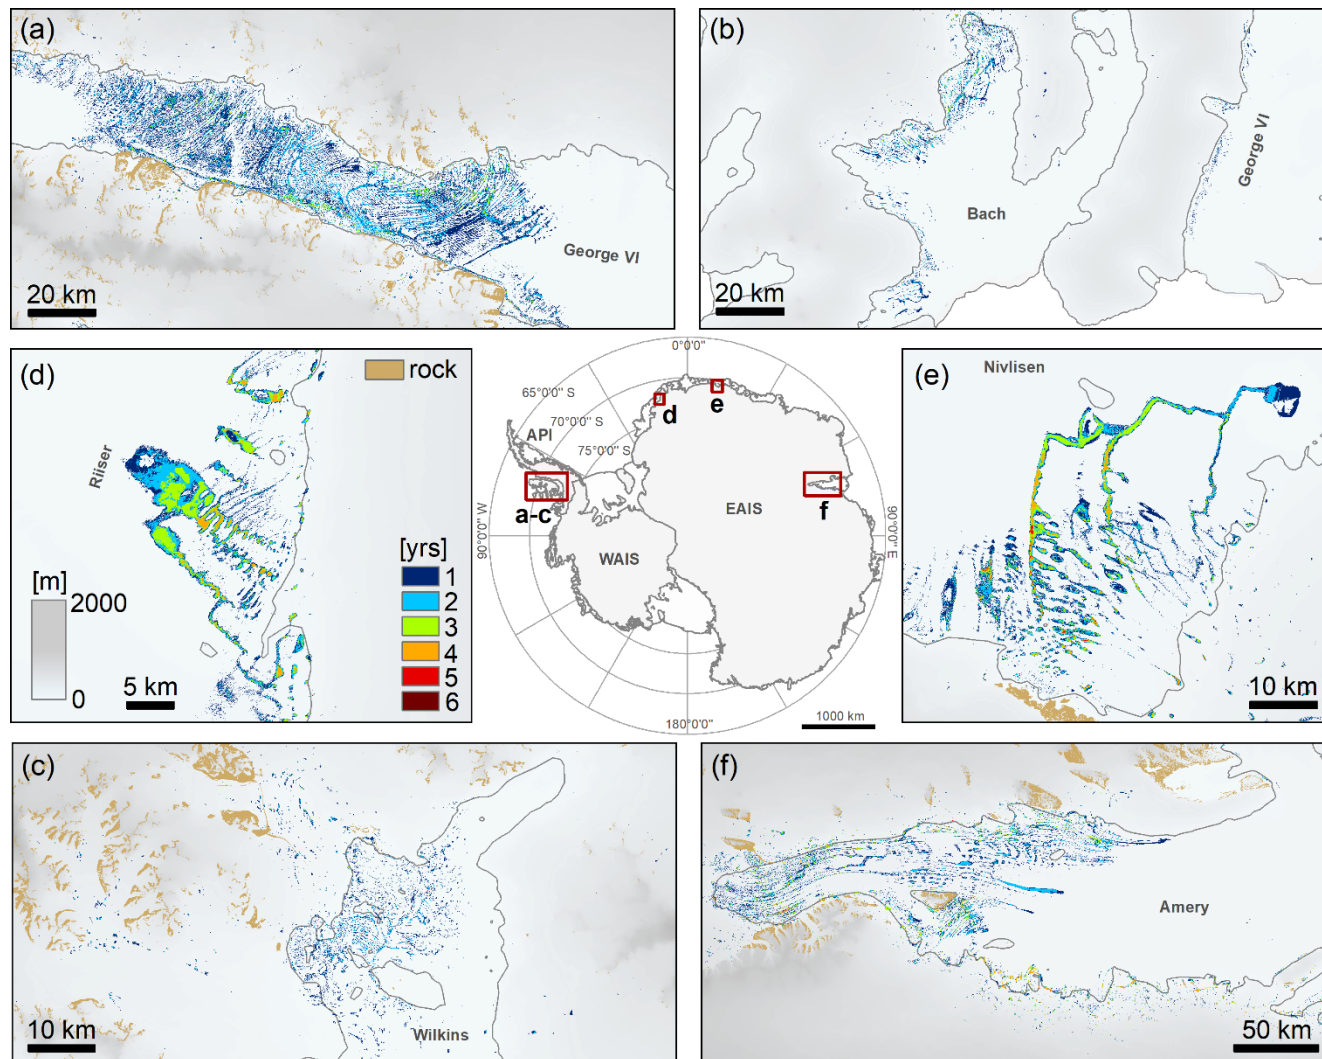 (a)
George VI
20 km
(b)
Bach
George VI
20 km
(d)
rock
Riiser
[m]
2000
0
5 km
[yrs]
1
2
3
4
5
6
0°0'0"
65°0'0" S
70°0'0" S
75°0'0" S
API
d
e
a-c
f
EAIS
WAIS
90°0'0" W
90°0'0" E
180°0'0"
1000 km
Nivlisen
(e)
10 km
(c)
10 km
Wilkins
(f)
Amery
50 km